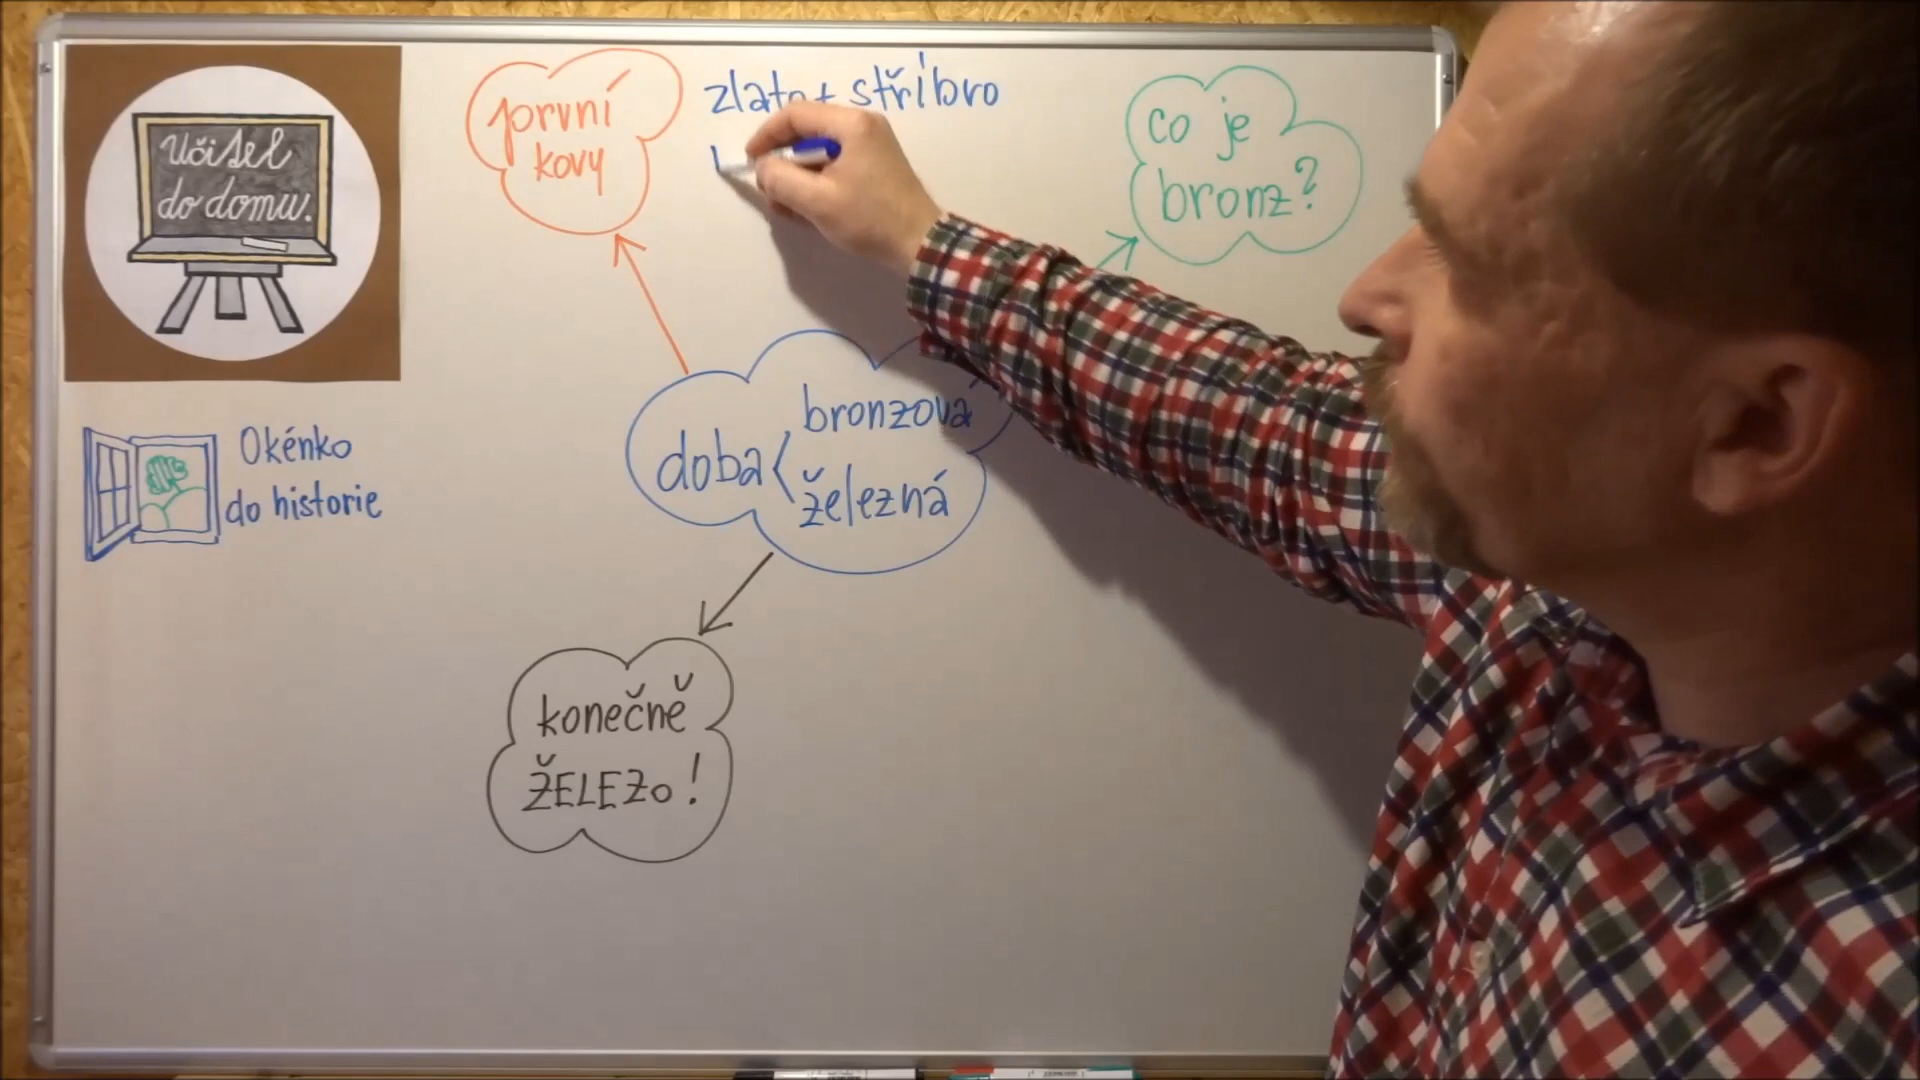 Učitel
do domu.
Okénko
do historie
první
kovy
zlato + stříbro
co je
bronz?
doba < bronzová
železná
konečně
ŽELEZO!